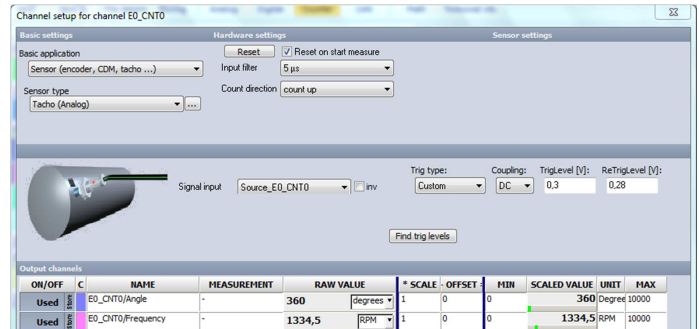 Channel setup for channel E0_CNT0
Basic settings
Hardware settings
Sensor settings
Basic application
Sensor (encoder, CDM, tacho ...)
Sensor type
Tacho (Analog)
...
Reset
Reset on start measure
Input filter
5 µs
Count direction
count up
Signal input
Source_E0_CNT0
inv
Trig type:
Custom
Coupling:
DC
TrigLevel [V]:
0,3
ReTrigLevel [V]:
0,28
Find trig levels
Output channels
ON/OFF C NAME MEASUREMENT RAW VALUE * SCALE - OFFSET = MIN SCALED VALUE UNIT MAX
Used Store E0_CNT0/Angle - 360 degrees 1 0 0 360 Degree 10000
Used Store E0_CNT0/Frequency - 1334,5 RPM 1 0 0 1334,5 RPM 10000